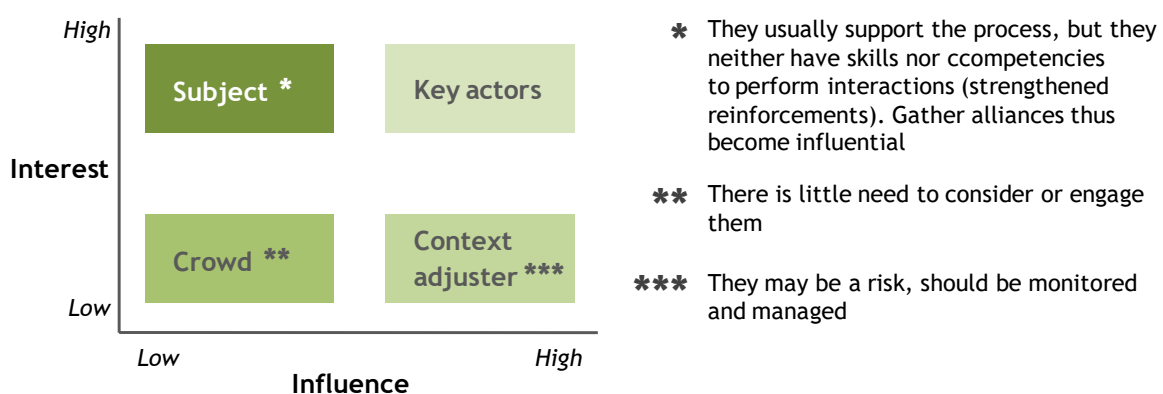 High
Subject *
Key actors
Interest
Crowd **
Context
adjuster ***
Low
Low
High
Influence
* They usually support the process, but they
neither have skills nor ccompetencies
to perform interactions (strengthened
reinforcements). Gather alliances thus
become influential
** There is little need to consider or engage
them
*** They may be a risk, should be monitored
and managed